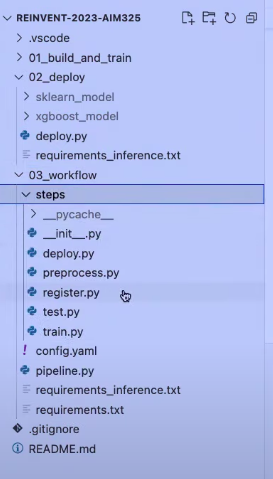 REINVENT-2023-AIM325
.vscode
01_build_and_train
02_deploy
sklearn_model
xgboost_model
deploy.py
requirements_inference.txt
03_workflow
steps
__pycache__
__init__.py
deploy.py
preprocess.py
register.py
test.py
train.py
! config.yaml
pipeline.py
requirements_inference.txt
requirements.txt
.gitignore
README.md